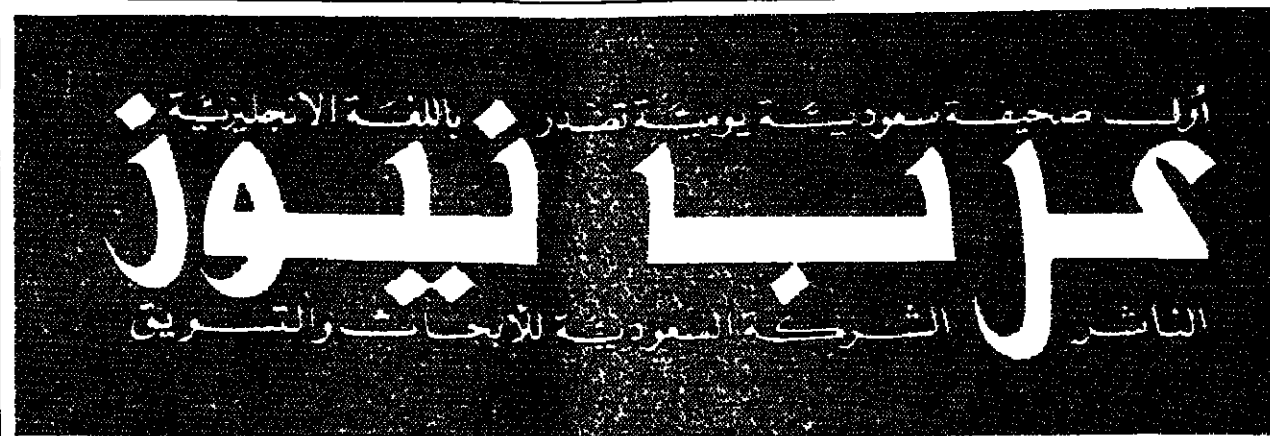 أول صحيفة سعودية يومية تصدر باللغة الانجليزية
عرب نيوز
الناشر الشركة السعودية للأبحاث والتسويق